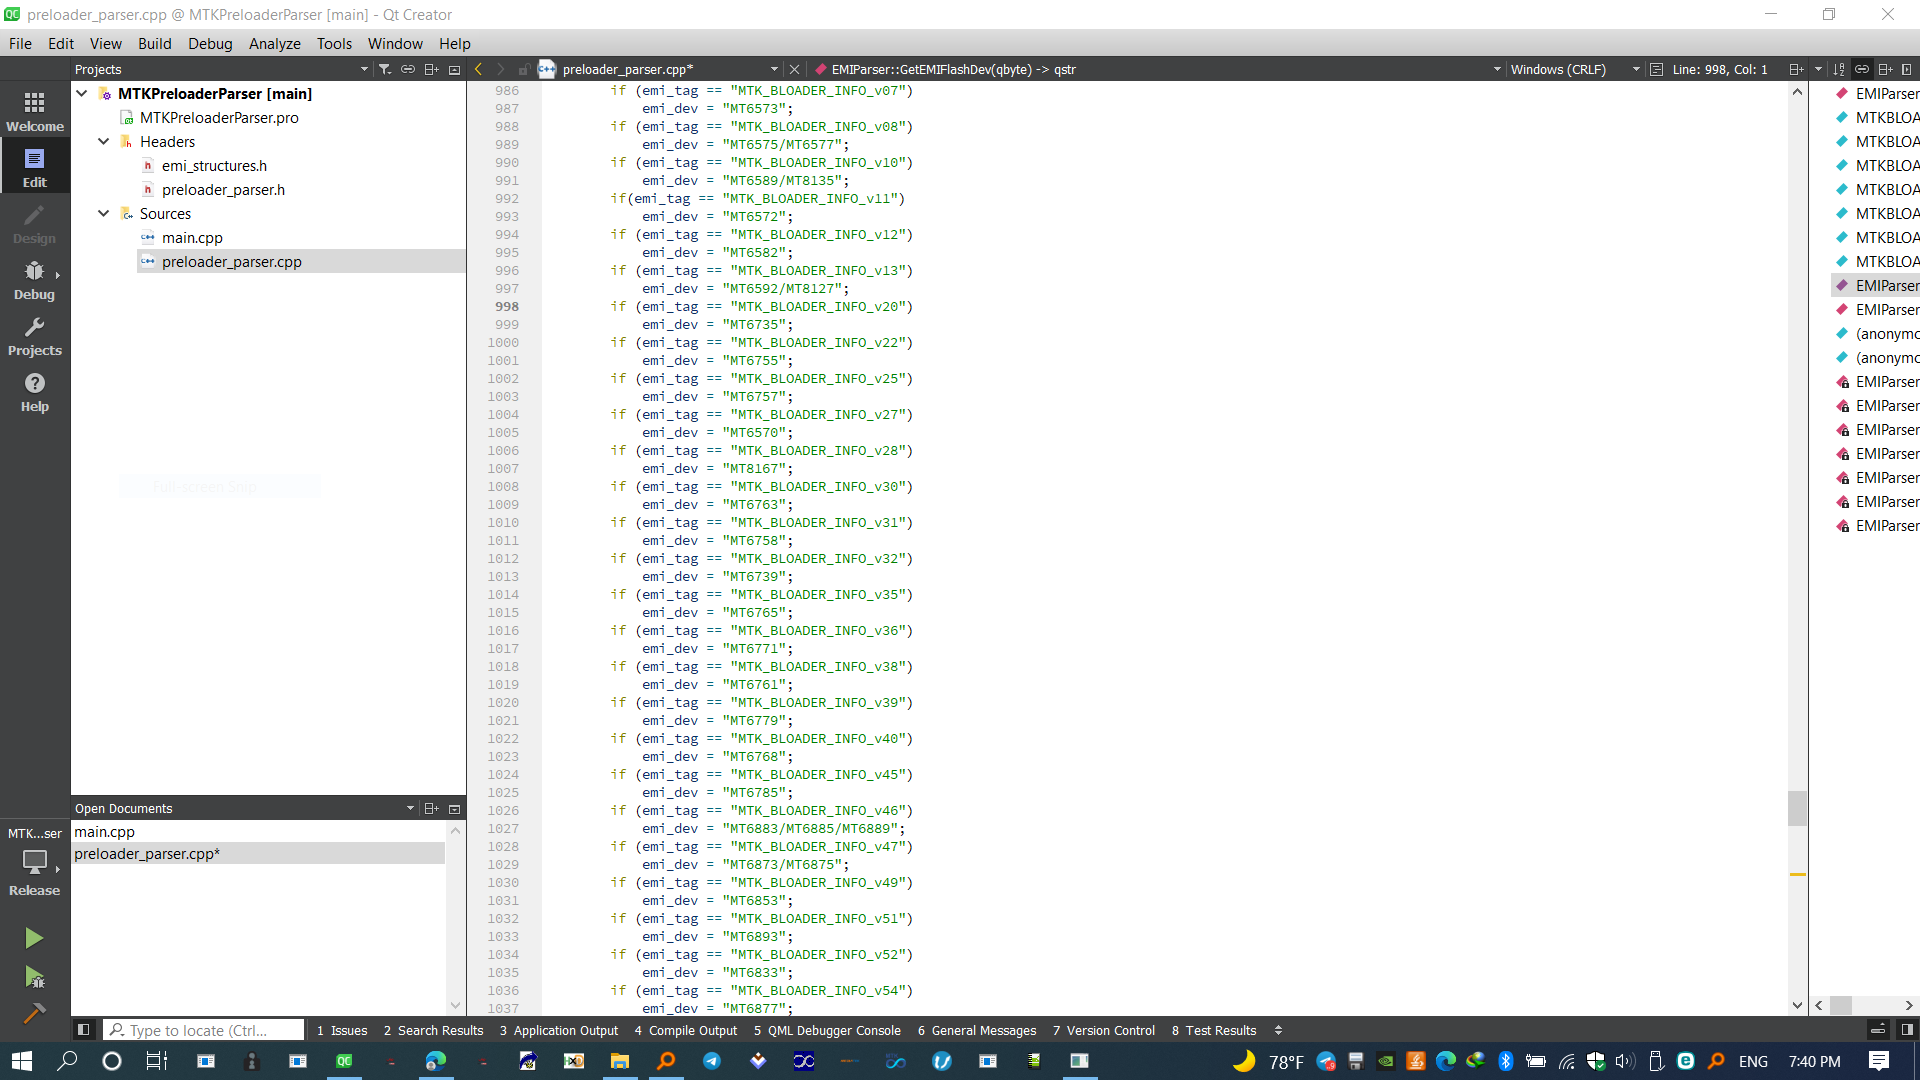 preloader_parser.cpp @ MTKPreloaderParser [main] - Qt Creator
File Edit View Build Debug Analyze Tools Window Help
Projects
preloader_parser.cpp*
EMIParser::GetEMIFlashDev(qbyte) -> qstr
Windows (CRLF)
Line: 998, Col: 1
Welcome
Edit
Design
Debug
Projects
Help
MTKPreloaderParser [main]
MTKPreloaderParser.pro
Headers
emi_structures.h
preloader_parser.h
Sources
main.cpp
preloader_parser.cpp
Full-screen Snip
986 if (emi_tag == "MTK_BLOADER_INFO_v07")
987 emi_dev = "MT6573";
988 if (emi_tag == "MTK_BLOADER_INFO_v08")
989 emi_dev = "MT6575/MT6577";
990 if (emi_tag == "MTK_BLOADER_INFO_v10")
991 emi_dev = "MT6589/MT8135";
992 if(emi_tag == "MTK_BLOADER_INFO_v11")
993 emi_dev = "MT6572";
994 if (emi_tag == "MTK_BLOADER_INFO_v12")
995 emi_dev = "MT6582";
996 if (emi_tag == "MTK_BLOADER_INFO_v13")
997 emi_dev = "MT6592/MT8127";
998 if (emi_tag == "MTK_BLOADER_INFO_v20")
999 emi_dev = "MT6735";
1000 if (emi_tag == "MTK_BLOADER_INFO_v22")
1001 emi_dev = "MT6755";
1002 if (emi_tag == "MTK_BLOADER_INFO_v25")
1003 emi_dev = "MT6757";
1004 if (emi_tag == "MTK_BLOADER_INFO_v27")
1005 emi_dev = "MT6570";
1006 if (emi_tag == "MTK_BLOADER_INFO_v28")
1007 emi_dev = "MT8167";
1008 if (emi_tag == "MTK_BLOADER_INFO_v30")
1009 emi_dev = "MT6763";
1010 if (emi_tag == "MTK_BLOADER_INFO_v31")
1011 emi_dev = "MT6758";
1012 if (emi_tag == "MTK_BLOADER_INFO_v32")
1013 emi_dev = "MT6739";
1014 if (emi_tag == "MTK_BLOADER_INFO_v35")
1015 emi_dev = "MT6765";
1016 if (emi_tag == "MTK_BLOADER_INFO_v36")
1017 emi_dev = "MT6771";
1018 if (emi_tag == "MTK_BLOADER_INFO_v38")
1019 emi_dev = "MT6761";
1020 if (emi_tag == "MTK_BLOADER_INFO_v39")
1021 emi_dev = "MT6779";
1022 if (emi_tag == "MTK_BLOADER_INFO_v40")
1023 emi_dev = "MT6768";
1024 if (emi_tag == "MTK_BLOADER_INFO_v45")
1025 emi_dev = "MT6785";
1026 if (emi_tag == "MTK_BLOADER_INFO_v46")
1027 emi_dev = "MT6883/MT6885/MT6889";
1028 if (emi_tag == "MTK_BLOADER_INFO_v47")
1029 emi_dev = "MT6873/MT6875";
1030 if (emi_tag == "MTK_BLOADER_INFO_v49")
1031 emi_dev = "MT6853";
1032 if (emi_tag == "MTK_BLOADER_INFO_v51")
1033 emi_dev = "MT6893";
1034 if (emi_tag == "MTK_BLOADER_INFO_v52")
1035 emi_dev = "MT6833";
1036 if (emi_tag == "MTK_BLOADER_INFO_v54")
1037 emi_dev = "MT6877";
EMIParser
MTKBLOA
MTKBLOA
MTKBLOA
MTKBLOA
MTKBLOA
MTKBLOA
MTKBLOA
EMIParser
EMIParser
(anonymo
(anonymo
EMIParser
EMIParser
EMIParser
EMIParser
EMIParser
EMIParser
EMIParser
Open Documents
main.cpp
preloader_parser.cpp*
MTK...ser
Release
Type to locate (Ctrl...
1 Issues 2 Search Results 3 Application Output 4 Compile Output 5 QML Debugger Console 6 General Messages 7 Version Control 8 Test Results
78°F ENG 7:40 PM